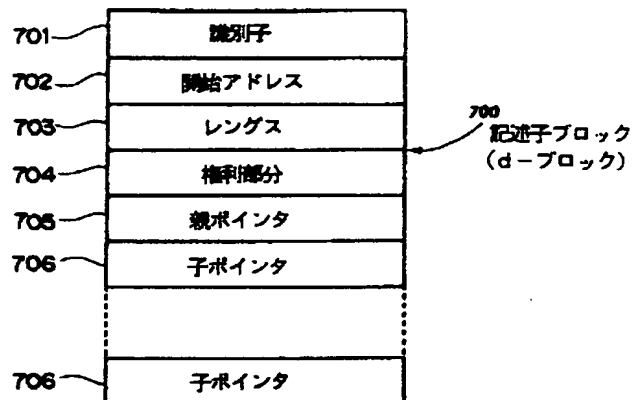 701 識別子
702 開始アドレス
703 レングス
700
記述子ブロック
(d-ブロック)
704 権利部分
705 親ポインタ
706 子ポインタ
706 子ポインタ